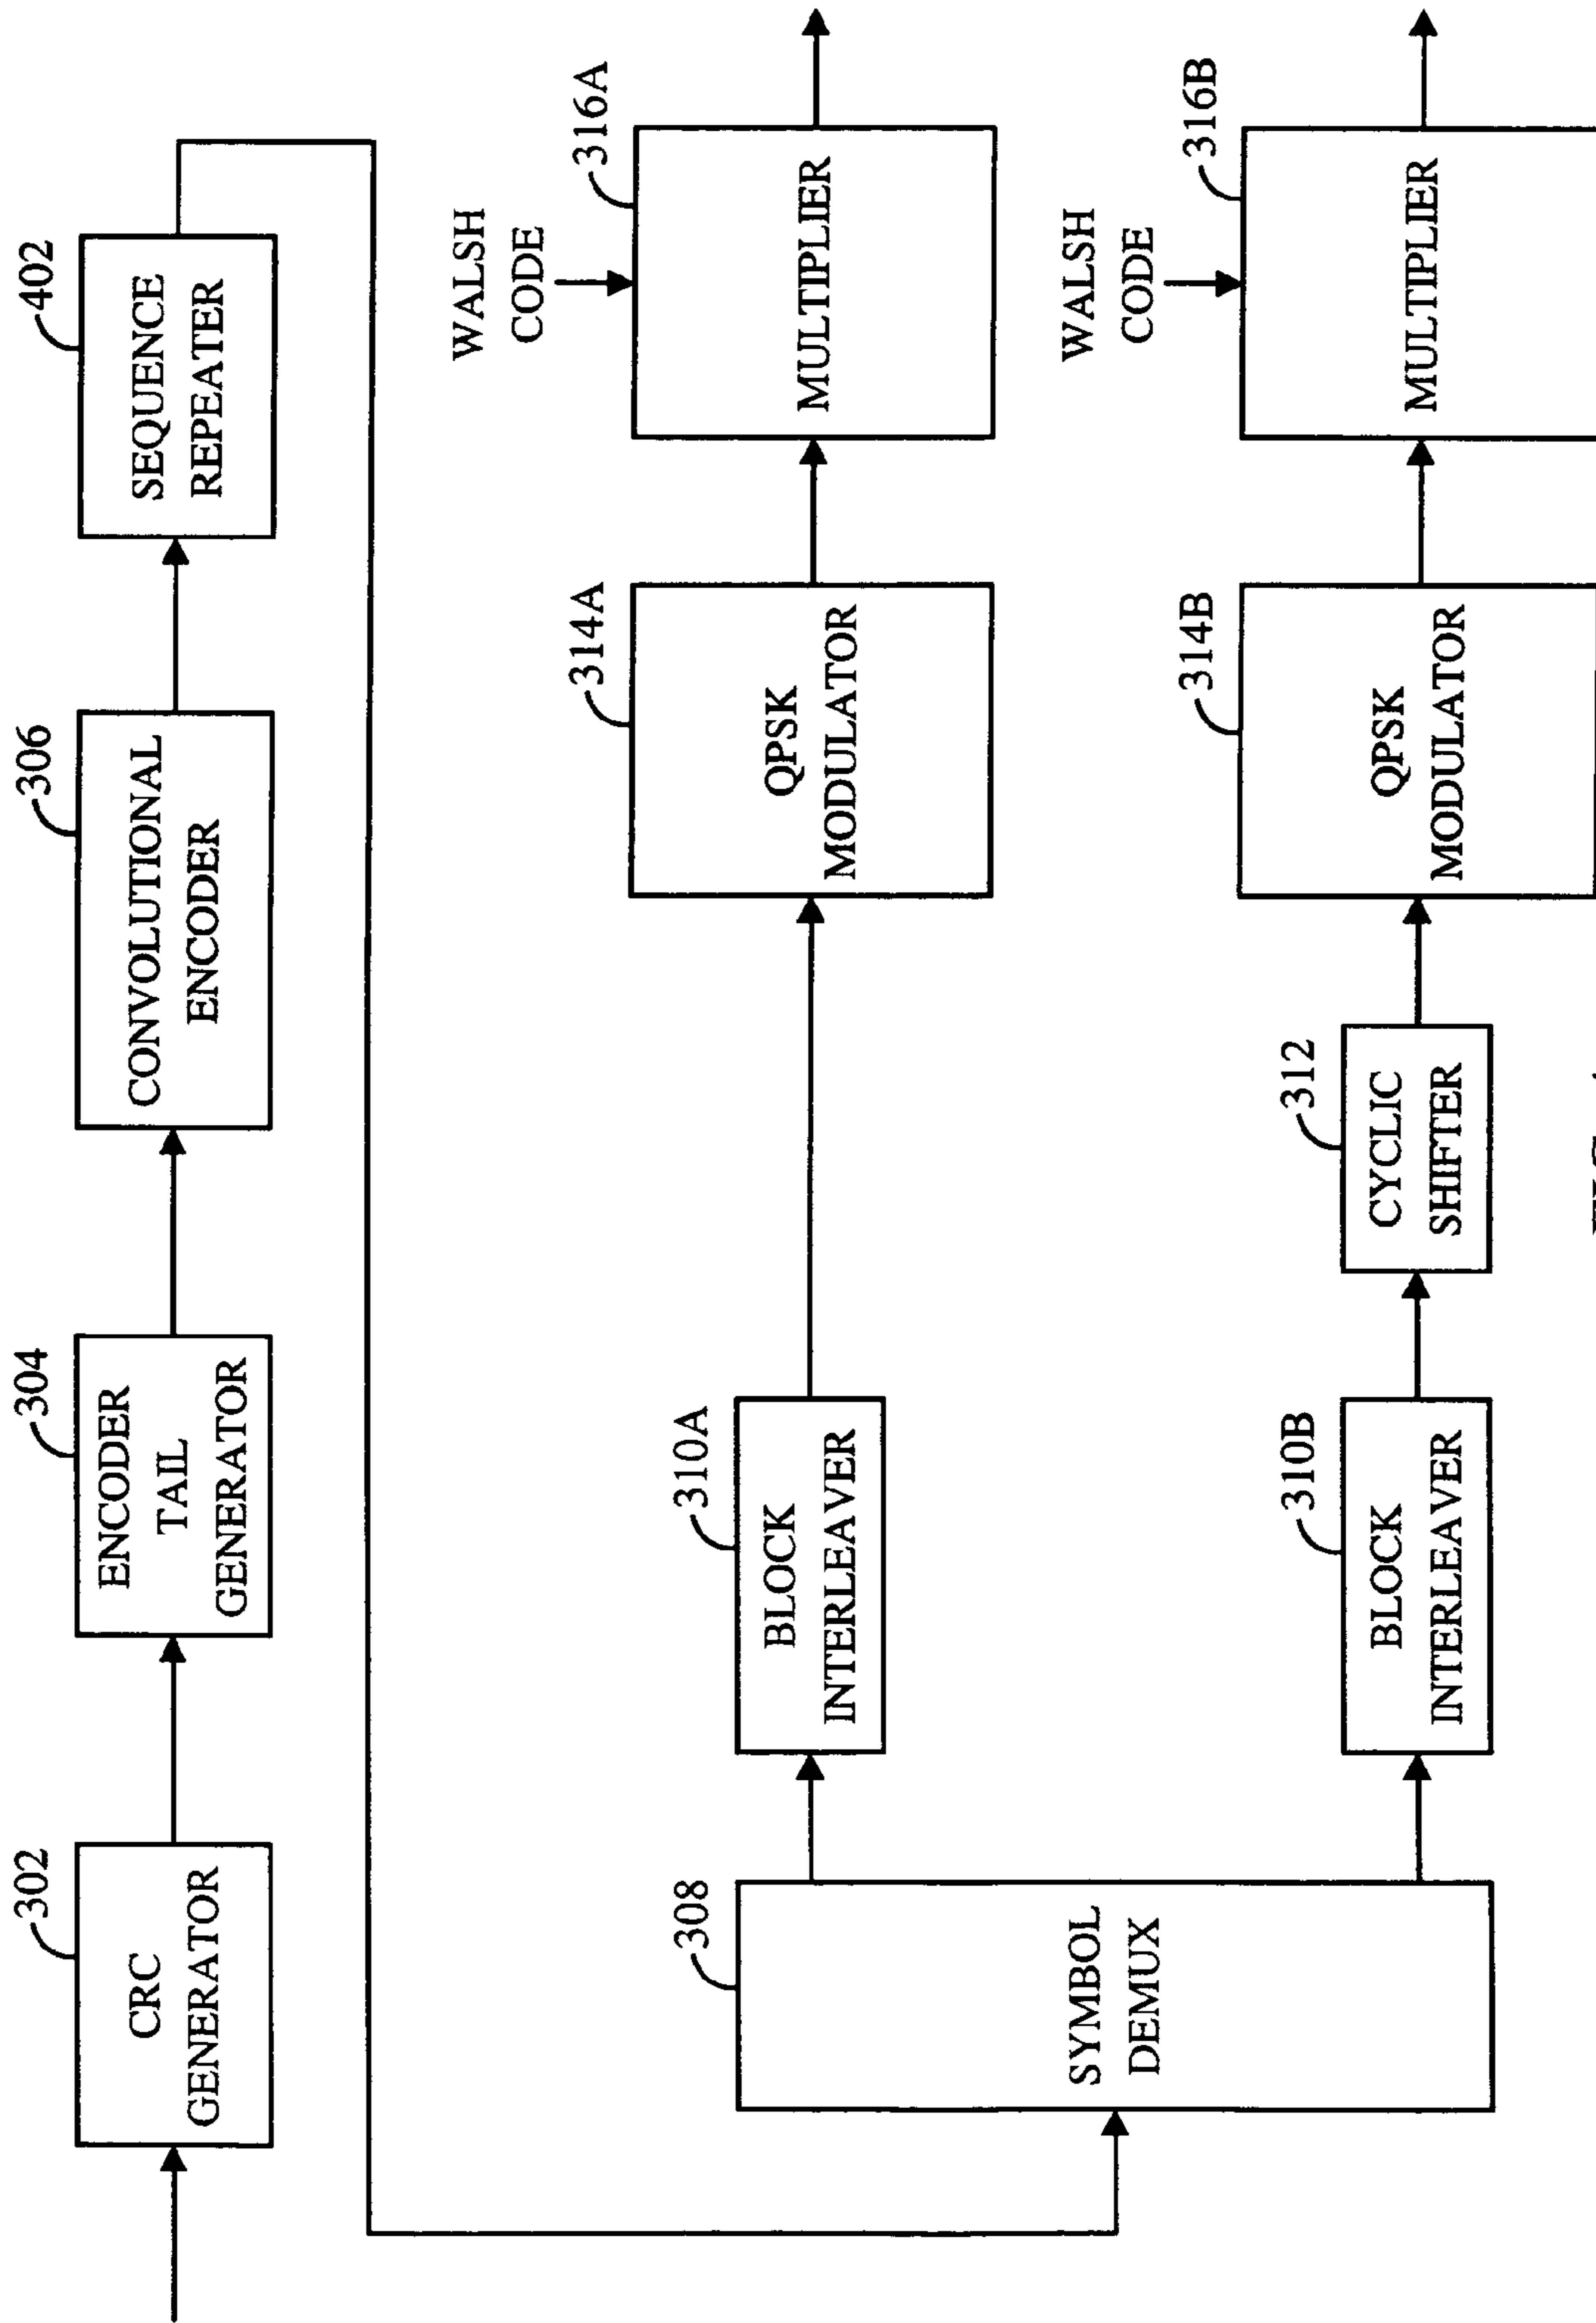 302
CRC
GENERATOR
304
ENCODER
TAIL
GENERATOR
306
CONVOLUTIONAL
ENCODER
402
SEQUENCE
REPEATER
308
SYMBOL
DEMUX
310A
BLOCK
INTERLEAVER
314A
QPSK
MODULATOR
WALSH
CODE
316A
MULTIPLIER
310B
BLOCK
INTERLEAVER
312
CYCLIC
SHIFTER
314B
QPSK
MODULATOR
WALSH
CODE
316B
MULTIPLIER